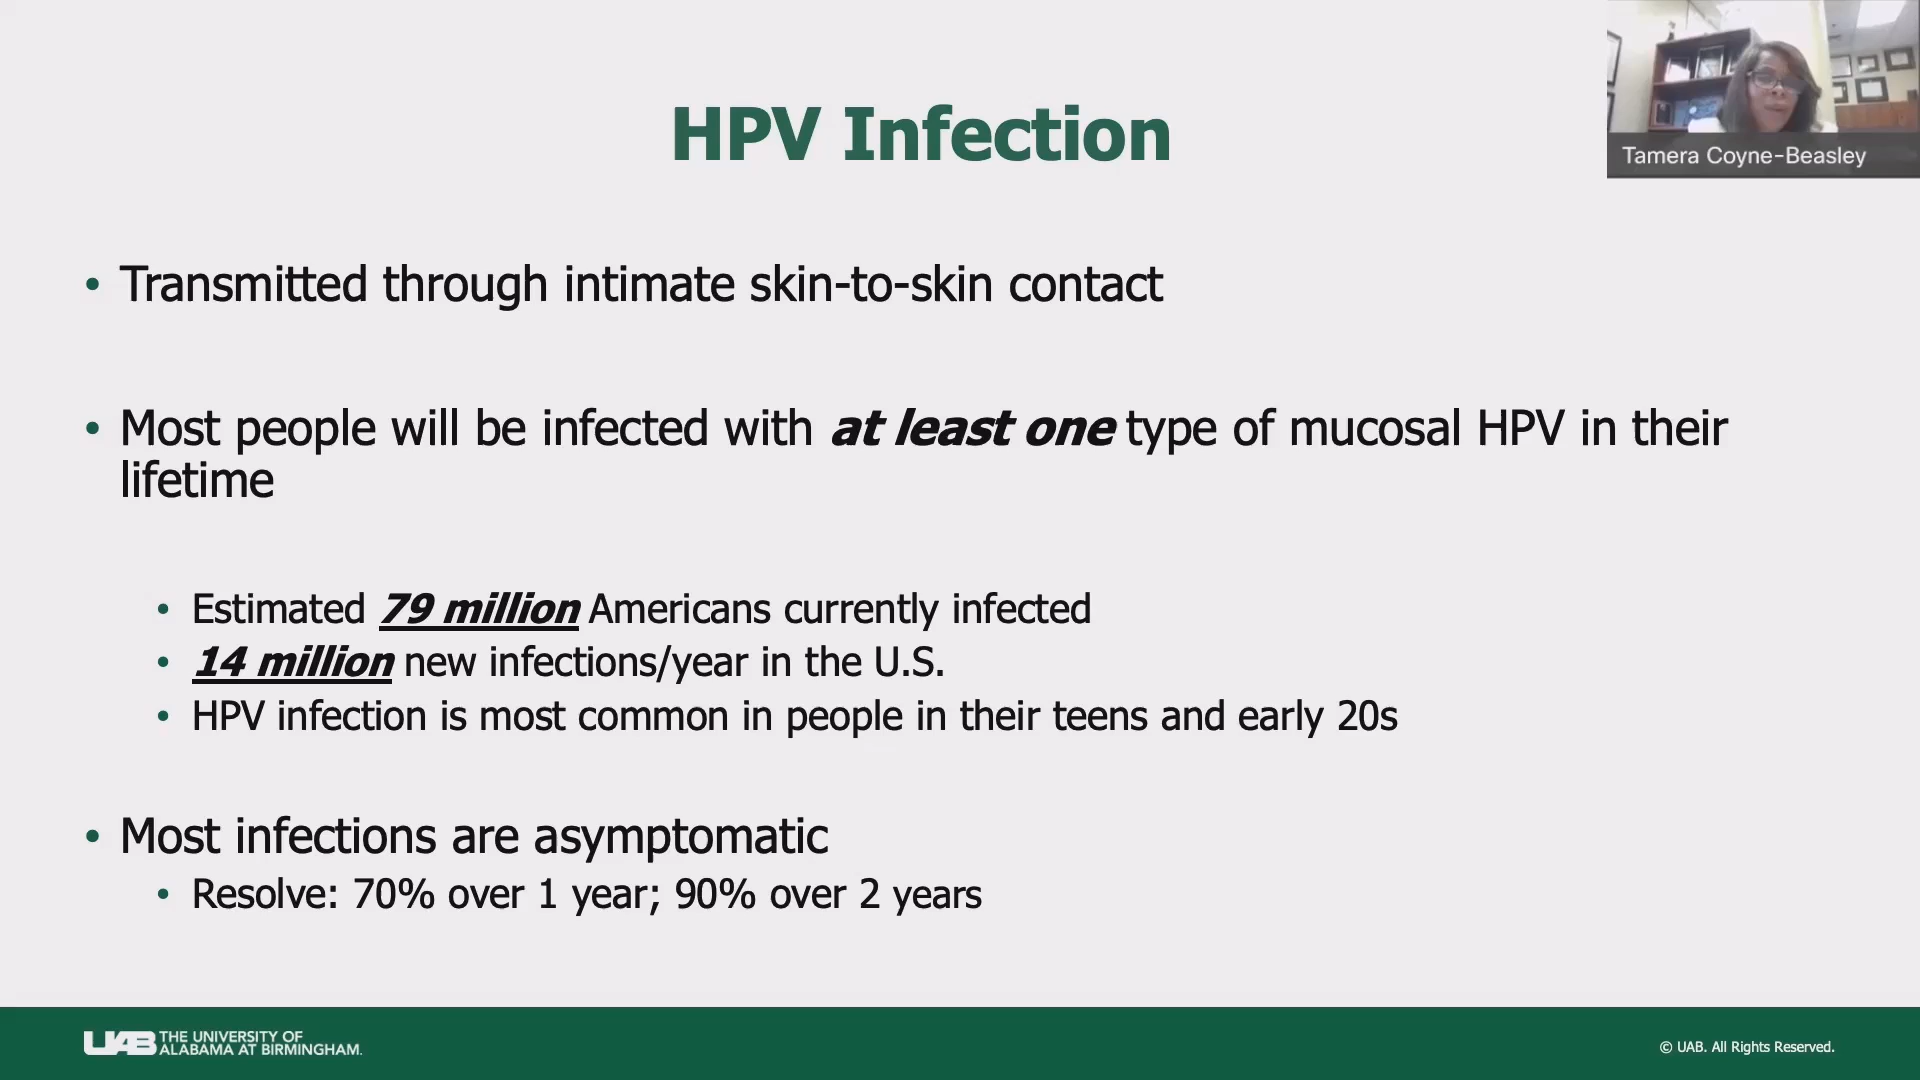 HPV Infection
Tamera Coyne-Beasley
• Transmitted through intimate skin-to-skin contact
• Most people will be infected with at least one type of mucosal HPV in their
lifetime
• Estimated 79 million Americans currently infected
• 14 million new infections/year in the U.S.
• HPV infection is most common in people in their teens and early 20s
• Most infections are asymptomatic
• Resolve: 70% over 1 year; 90% over 2 years
UAB THE UNIVERSITY OF
ALABAMA AT BIRMINGHAM.
© UAB. All Rights Reserved.